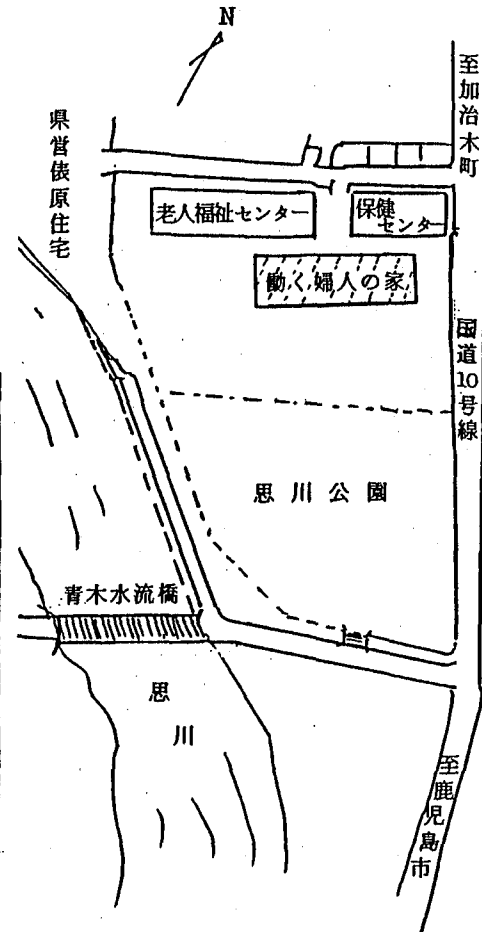 N
至加治木町
県営俵原住宅
老人福祉センター
保健
センター
働く婦人の家
国道10号線
思川公園
青木水流橋
思川
至鹿児島市